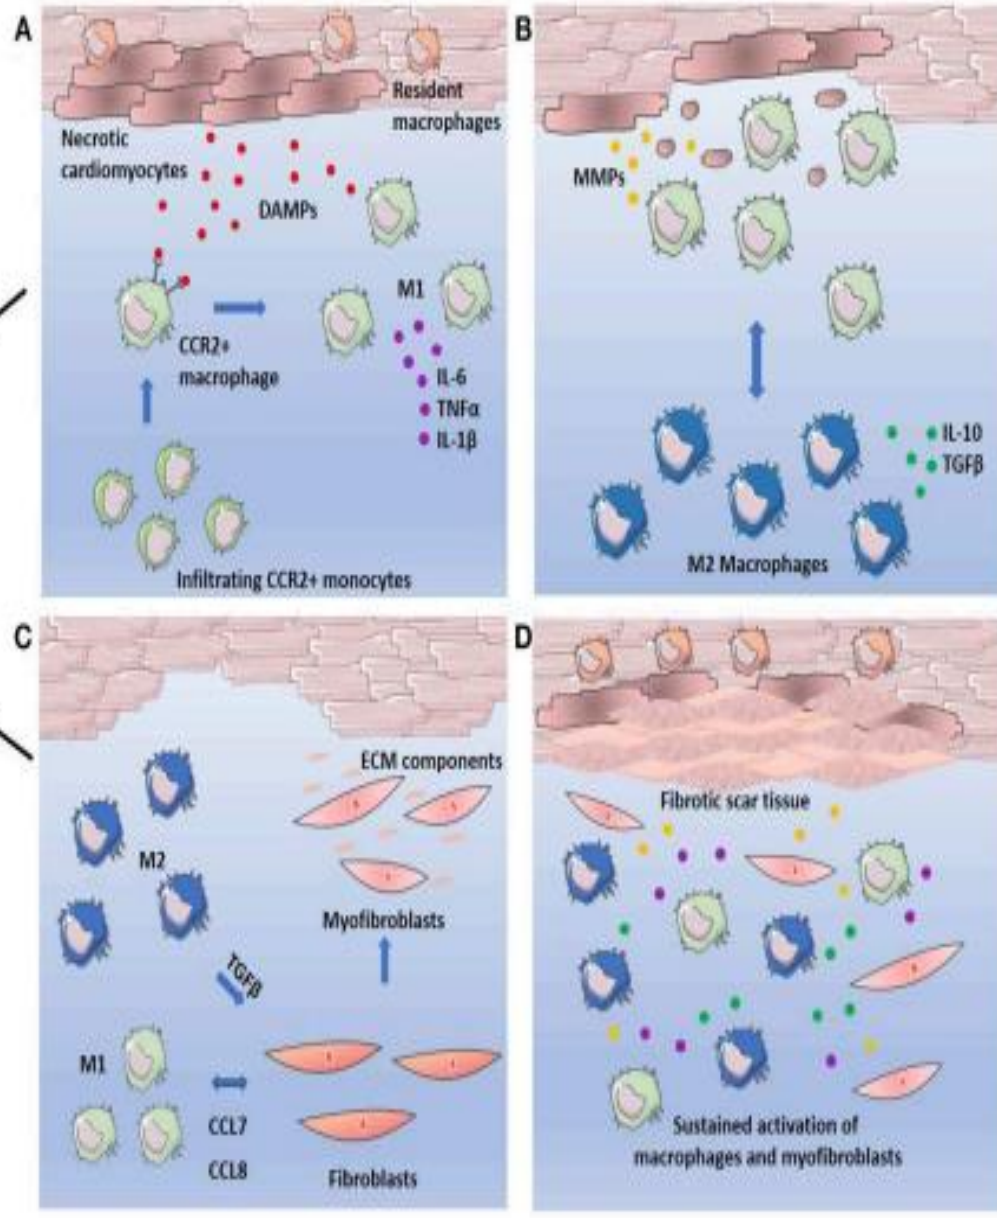 A
Resident
macrophages
Necrotic
cardiomyocytes
DAMPs
M1
CCR2+
macrophage
IL-6
TNFα
IL-1β
Infiltrating CCR2+ monocytes
B
MMPs
IL-10
TGFβ
M2 Macrophages
C
ECM components
M2
Myofibroblasts
TGFβ
M1
CCL7
CCL8
Fibroblasts
D
Fibrotic scar tissue
Sustained activation of
macrophages and myofibroblasts